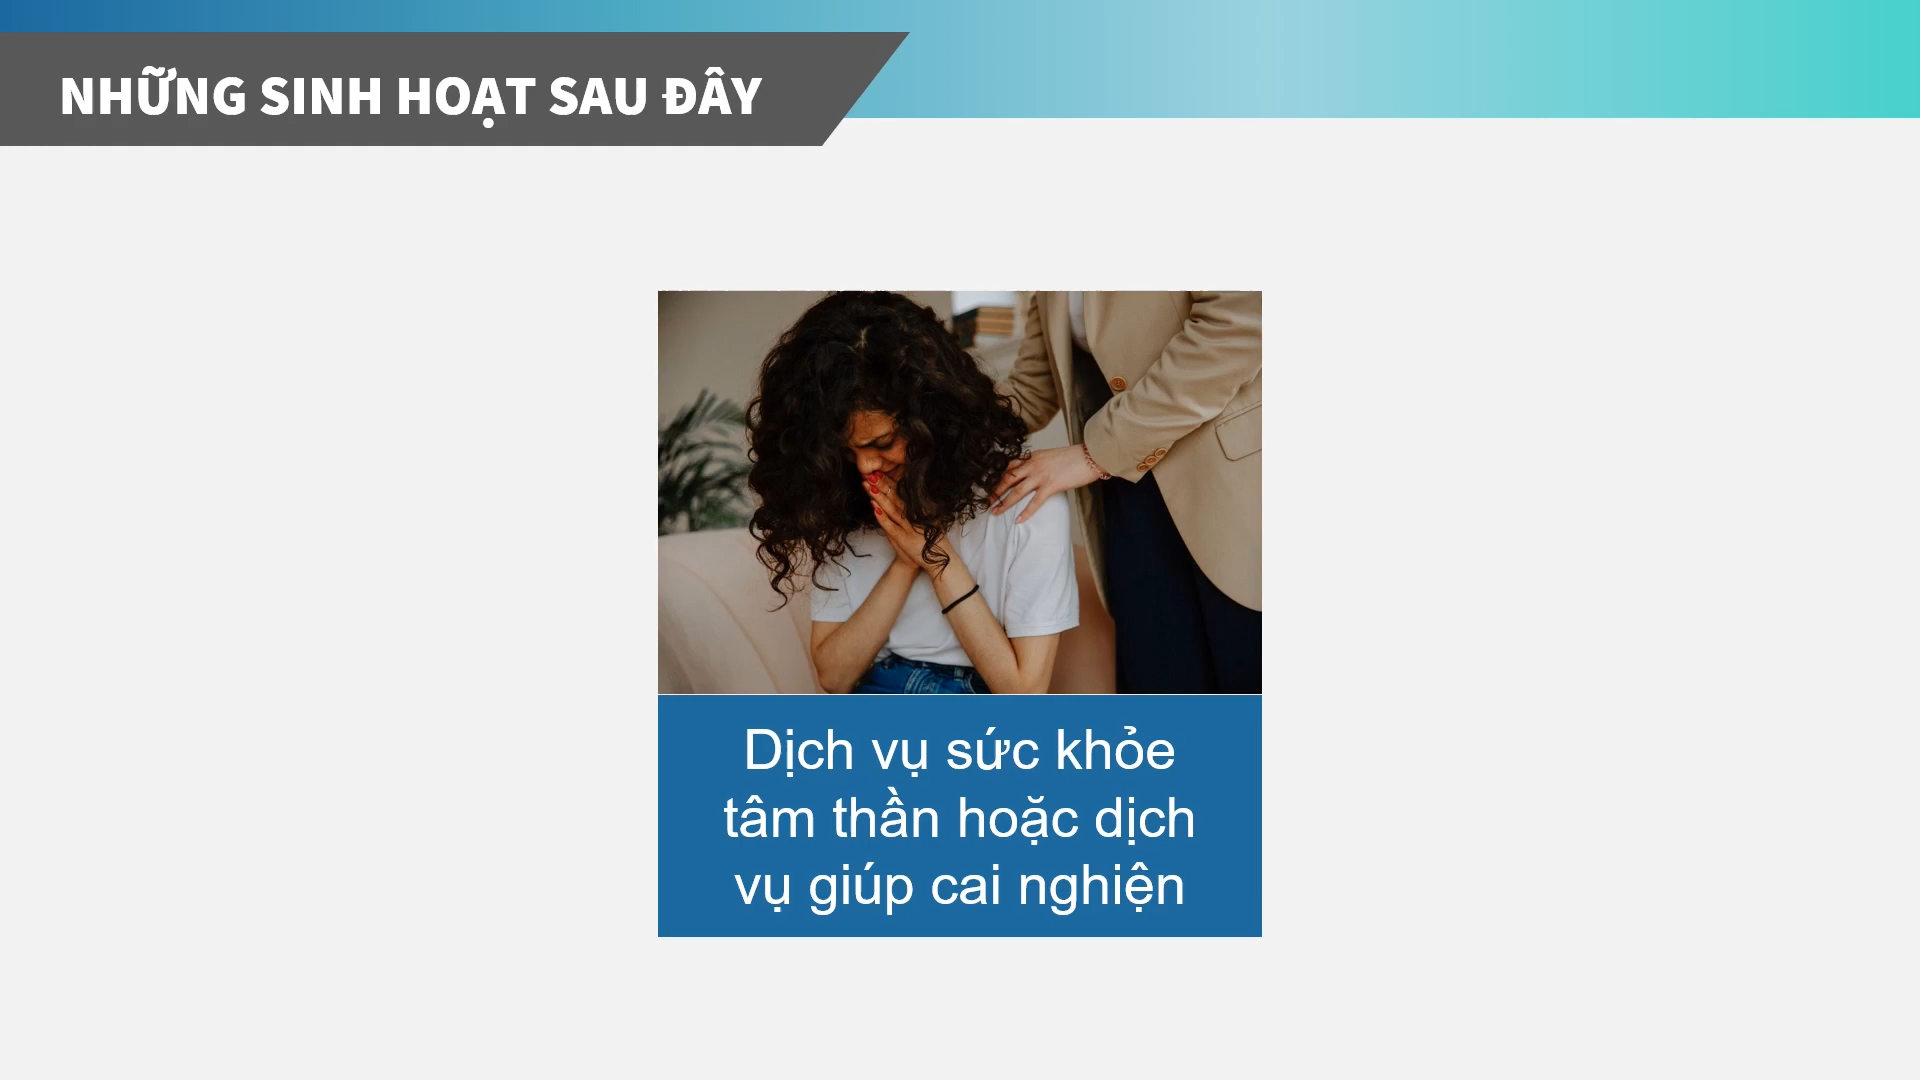 NHỮNG SINH HOẠT SAU ĐÂY
Dịch vụ sức khỏe
tâm thần hoặc dịch
vụ giúp cai nghiện